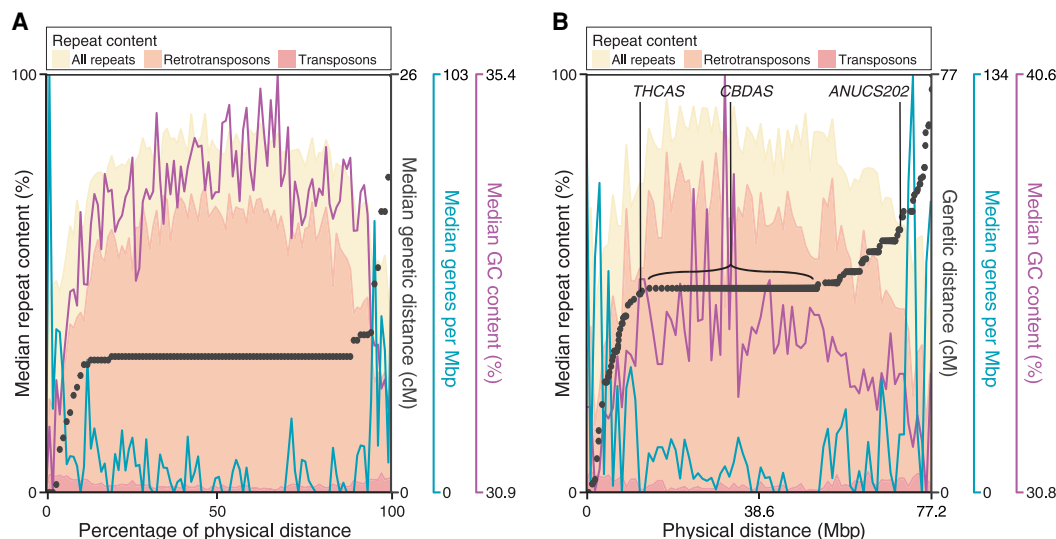 A
Repeat content
All repeats
Retrotransposons
Transposons
100
26
103
35.4
Median repeat content (%)
Median genetic distance (cM)
Median genes per Mbp
Median GC content (%)
0
0
0
30.9
0
50
100
Percentage of physical distance
B
Repeat content
All repeats
Retrotransposons
Transposons
100
77
134
40.6
THCAS
CBDAS
ANUCS202
Median repeat content (%)
Genetic distance (cM)
Median genes per Mbp
Median GC content (%)
0
0
0
30.8
0
38.6
77.2
Physical distance (Mbp)